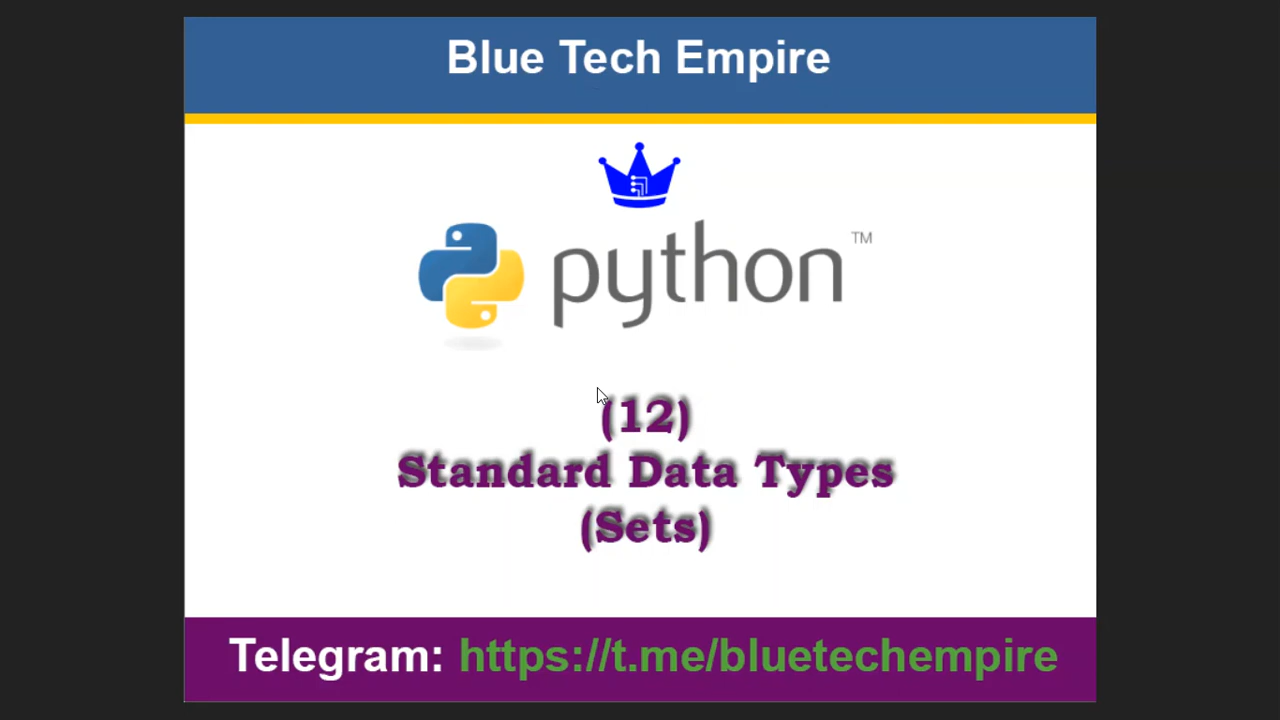 Blue Tech Empire
python™
(12)
Standard Data Types
(Sets)
Telegram: https://t.me/bluetechempire